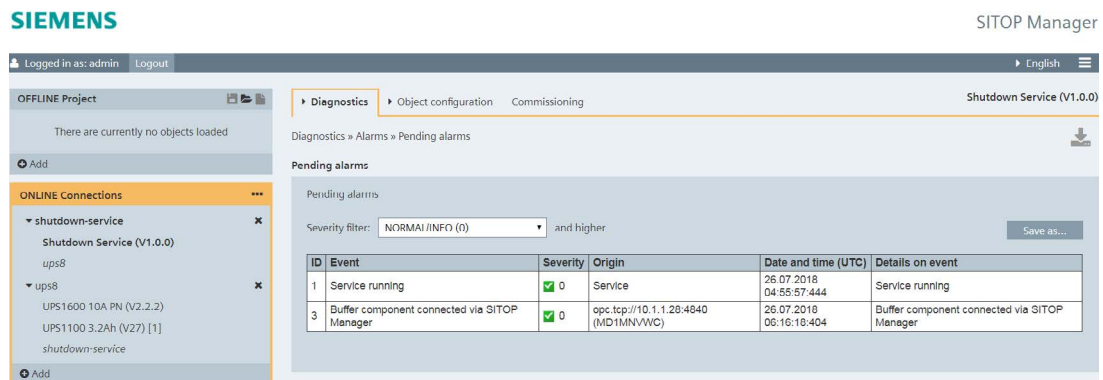 SIEMENS
SITOP Manager
Logged in as: admin Logout
English
OFFLINE Project
There are currently no objects loaded
Add
ONLINE Connections
shutdown-service
Shutdown Service (V1.0.0)
ups8
ups8
UPS1600 10A PN (V2.2.2)
UPS1100 3.2Ah (V27) [1]
shutdown-service
Add
Diagnostics Object configuration Commissioning
Shutdown Service (V1.0.0)
Diagnostics » Alarms » Pending alarms
Pending alarms
Pending alarms
Severity filter: NORMAL/INFO (0) and higher
Save as...
ID Event Severity Origin Date and time (UTC) Details on event
1 Service running 0 Service 26.07.2018 04:55:57:444 Service running
3 Buffer component connected via SITOP Manager 0 opc.tcp://10.1.1.28:4840 (MD1MNVWC) 26.07.2018 06:16:18:404 Buffer component connected via SITOP Manager